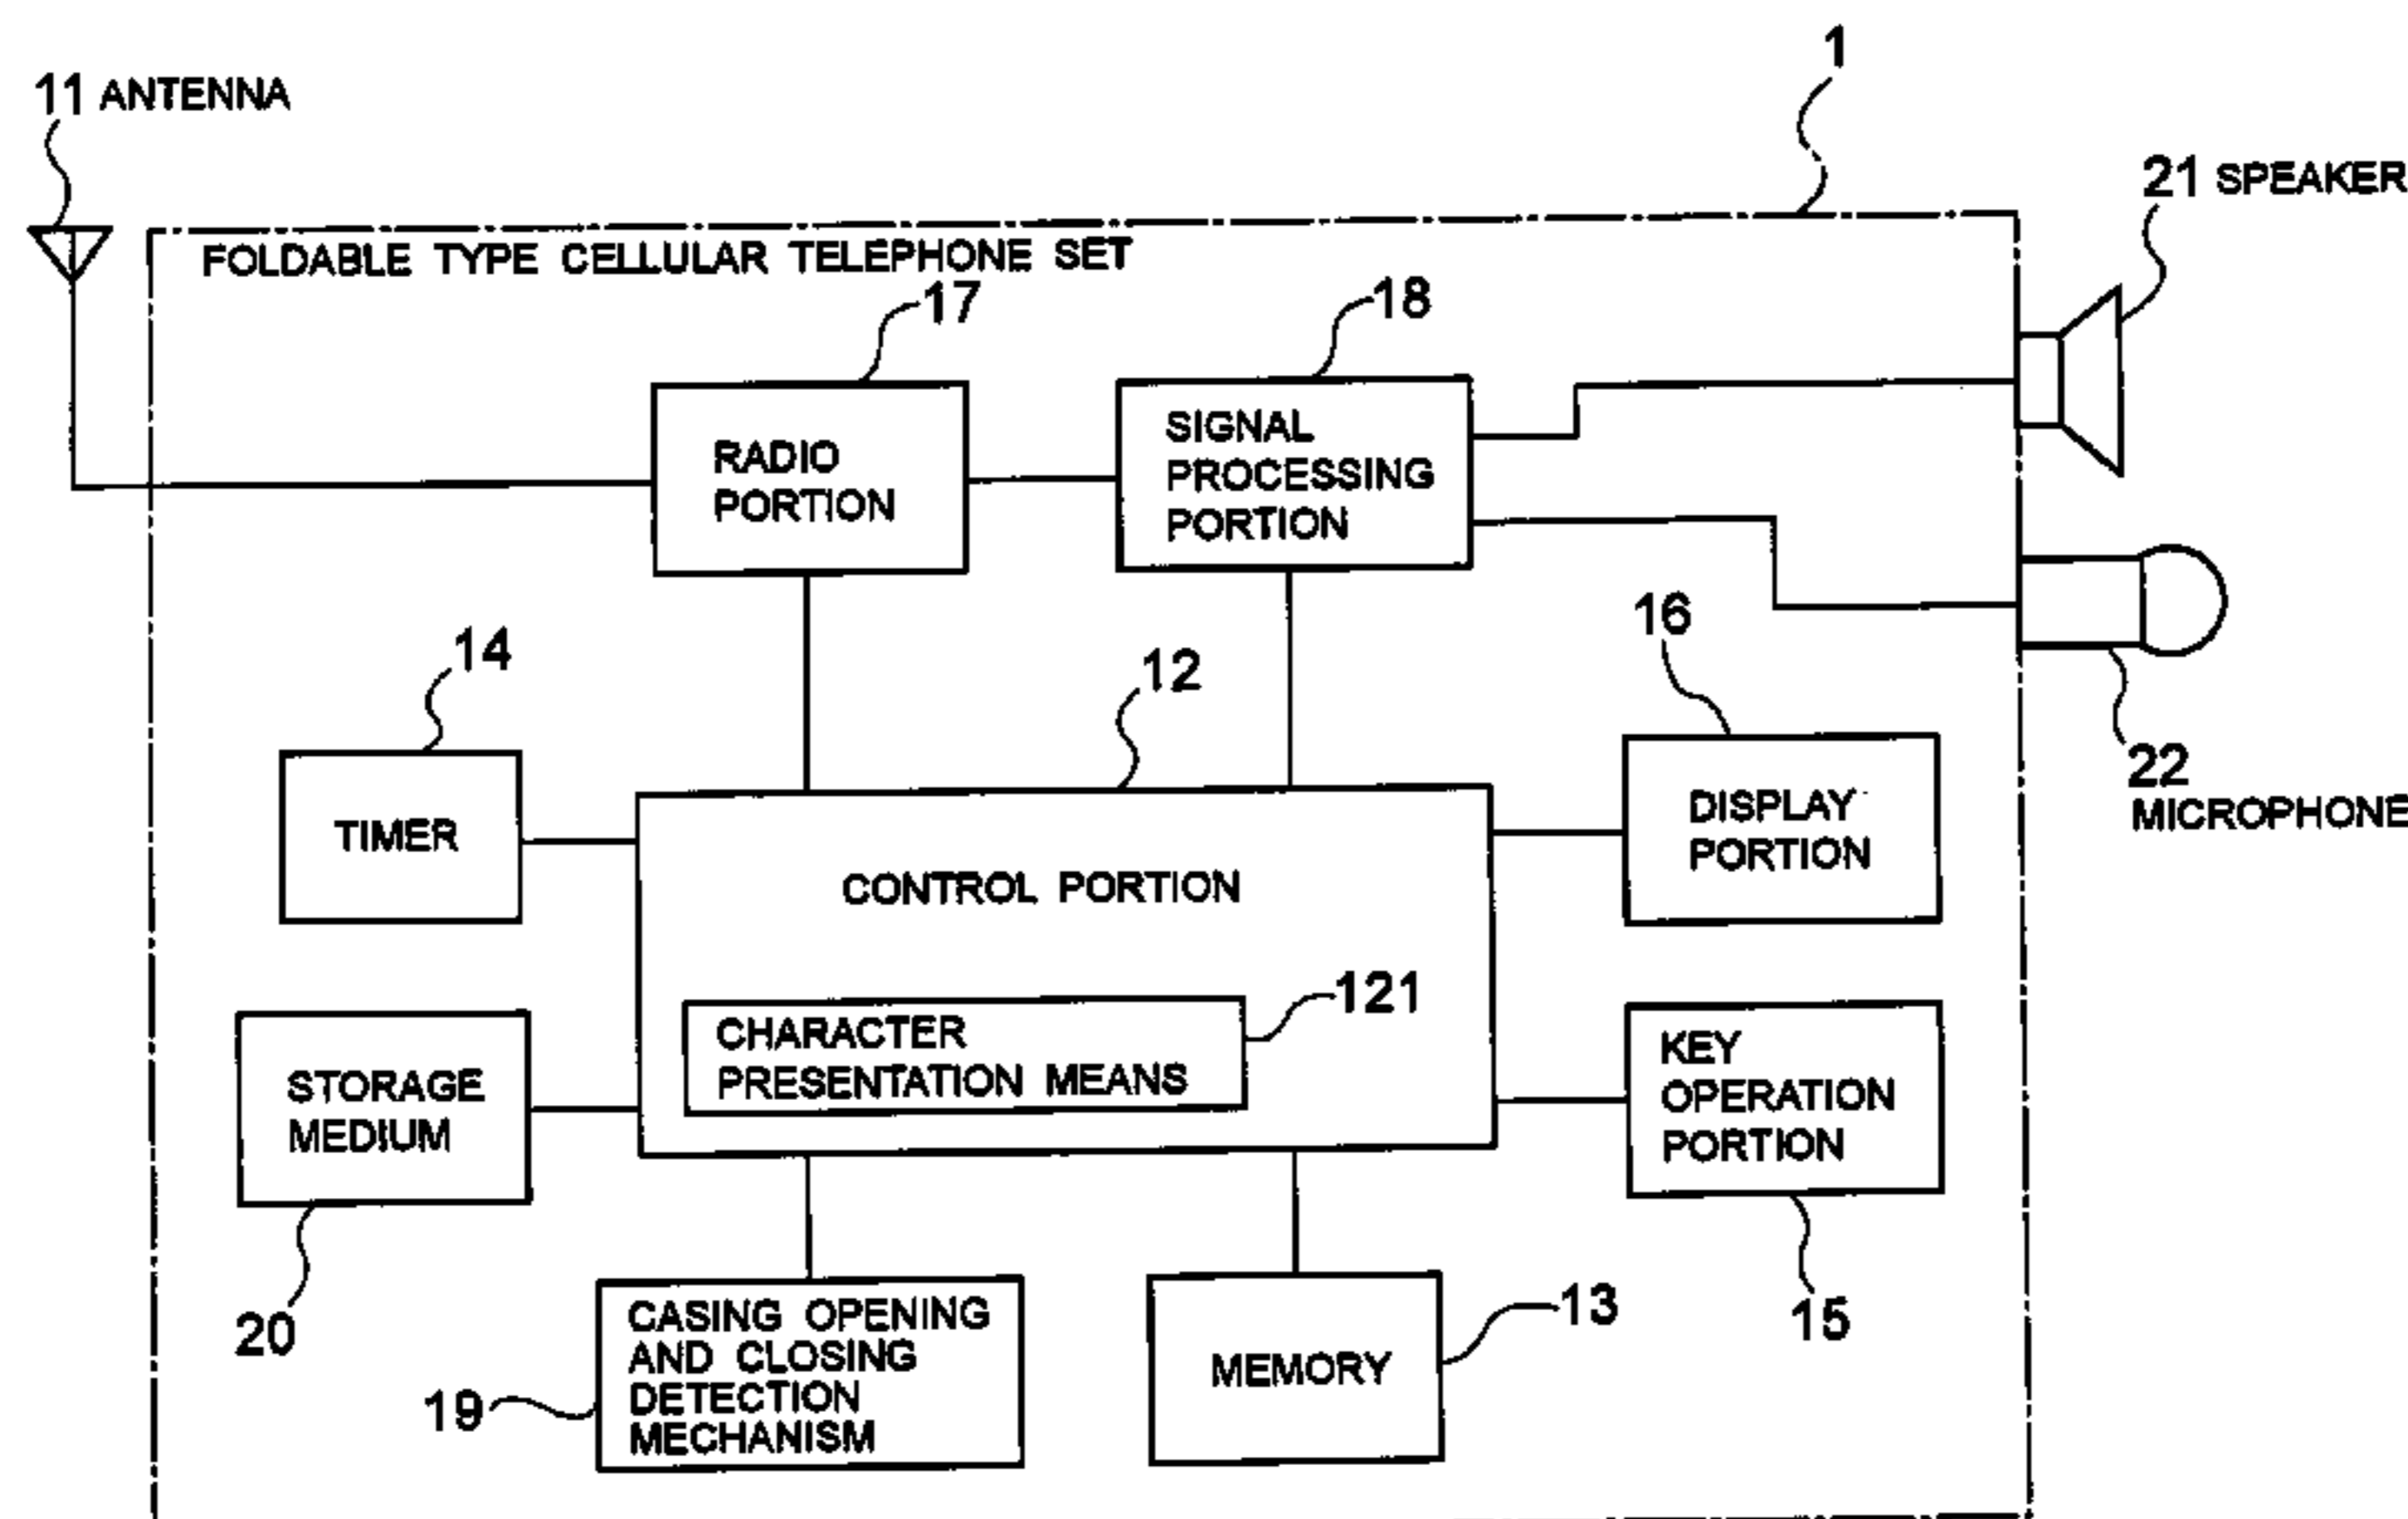 1
11 ANTENNA
21 SPEAKER
FOLDABLE TYPE CELLULAR TELEPHONE SET
17
18
RADIO
PORTION
SIGNAL
PROCESSING
PORTION
14
12
16
22
MICROPHONE
TIMER
CONTROL PORTION
DISPLAY
PORTION
121
CHARACTER
PRESENTATION MEANS
STORAGE
MEDIUM
KEY
OPERATION
PORTION
20
CASING OPENING
AND CLOSING
DETECTION
MECHANISM
19
MEMORY
13
15